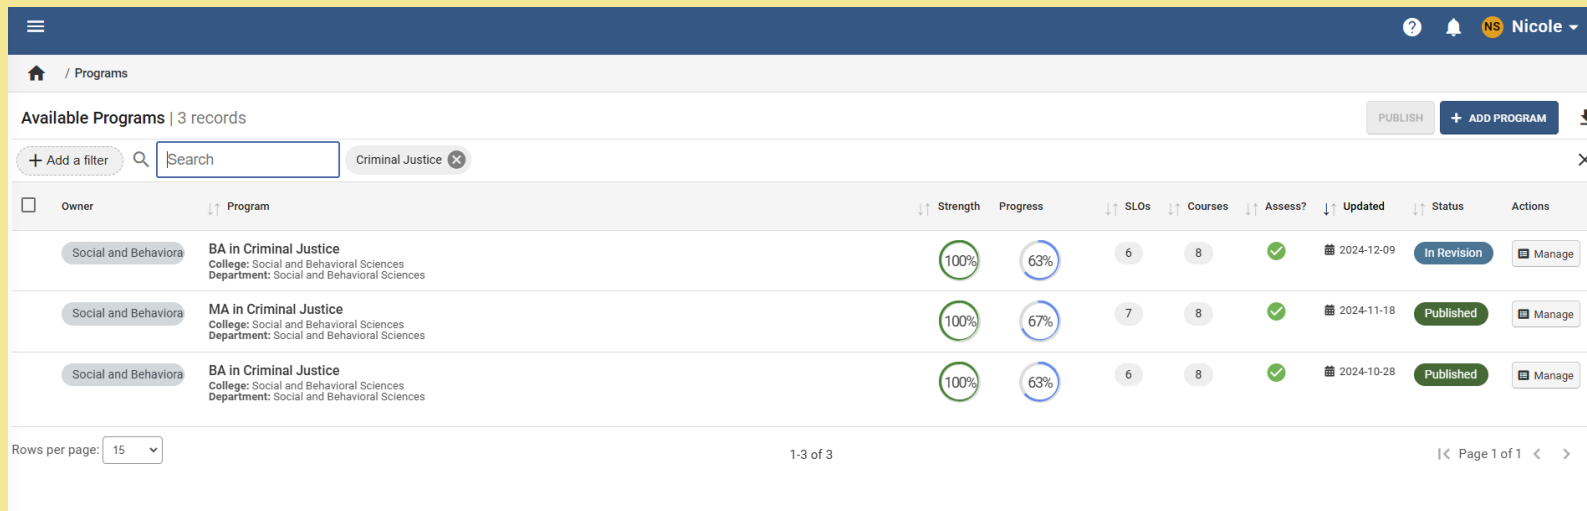 NS Nicole
/ Programs
Available Programs | 3 records
PUBLISH
+ ADD PROGRAM
+ Add a filter
Search
Criminal Justice
Owner Program Strength Progress SLOs Courses Assess? Updated Status Actions
Social and Behaviora
BA in Criminal Justice
College: Social and Behavioral Sciences
Department: Social and Behavioral Sciences
100% 63% 6 8 2024-12-09 In Revision Manage
Social and Behaviora
MA in Criminal Justice
College: Social and Behavioral Sciences
Department: Social and Behavioral Sciences
100% 67% 7 8 2024-11-18 Published Manage
Social and Behaviora
BA in Criminal Justice
College: Social and Behavioral Sciences
Department: Social and Behavioral Sciences
100% 63% 6 8 2024-10-28 Published Manage
Rows per page: 15
1-3 of 3
Page 1 of 1